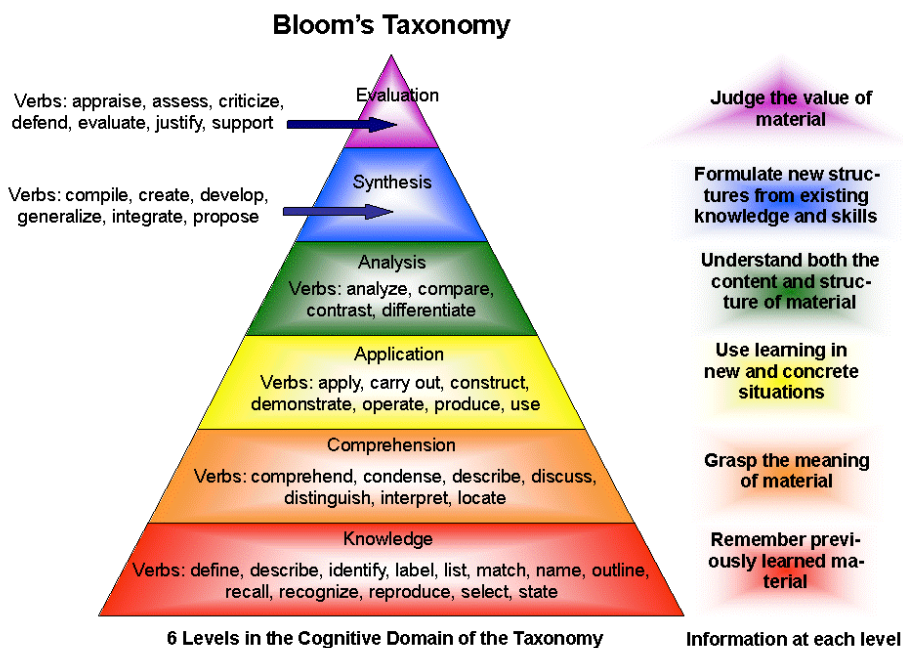 Bloom's Taxonomy
Evaluation
Verbs: appraise, assess, criticize,
defend, evaluate, justify, support
Judge the value of
material
Synthesis
Verbs: compile, create, develop,
generalize, integrate, propose
Formulate new struc-
tures from existing
knowledge and skills
Analysis
Verbs: analyze, compare,
contrast, differentiate
Understand both the
content and struc-
ture of material
Application
Verbs: apply, carry out, construct,
demonstrate, operate, produce, use
Use learning in
new and concrete
situations
Comprehension
Verbs: comprehend, condense, describe, discuss,
distinguish, interpret, locate
Grasp the meaning
of material
Knowledge
Verbs: define, describe, identify, label, list, match, name, outline,
recall, recognize, reproduce, select, state
Remember previ-
ously learned ma-
terial
6 Levels in the Cognitive Domain of the Taxonomy
Information at each level